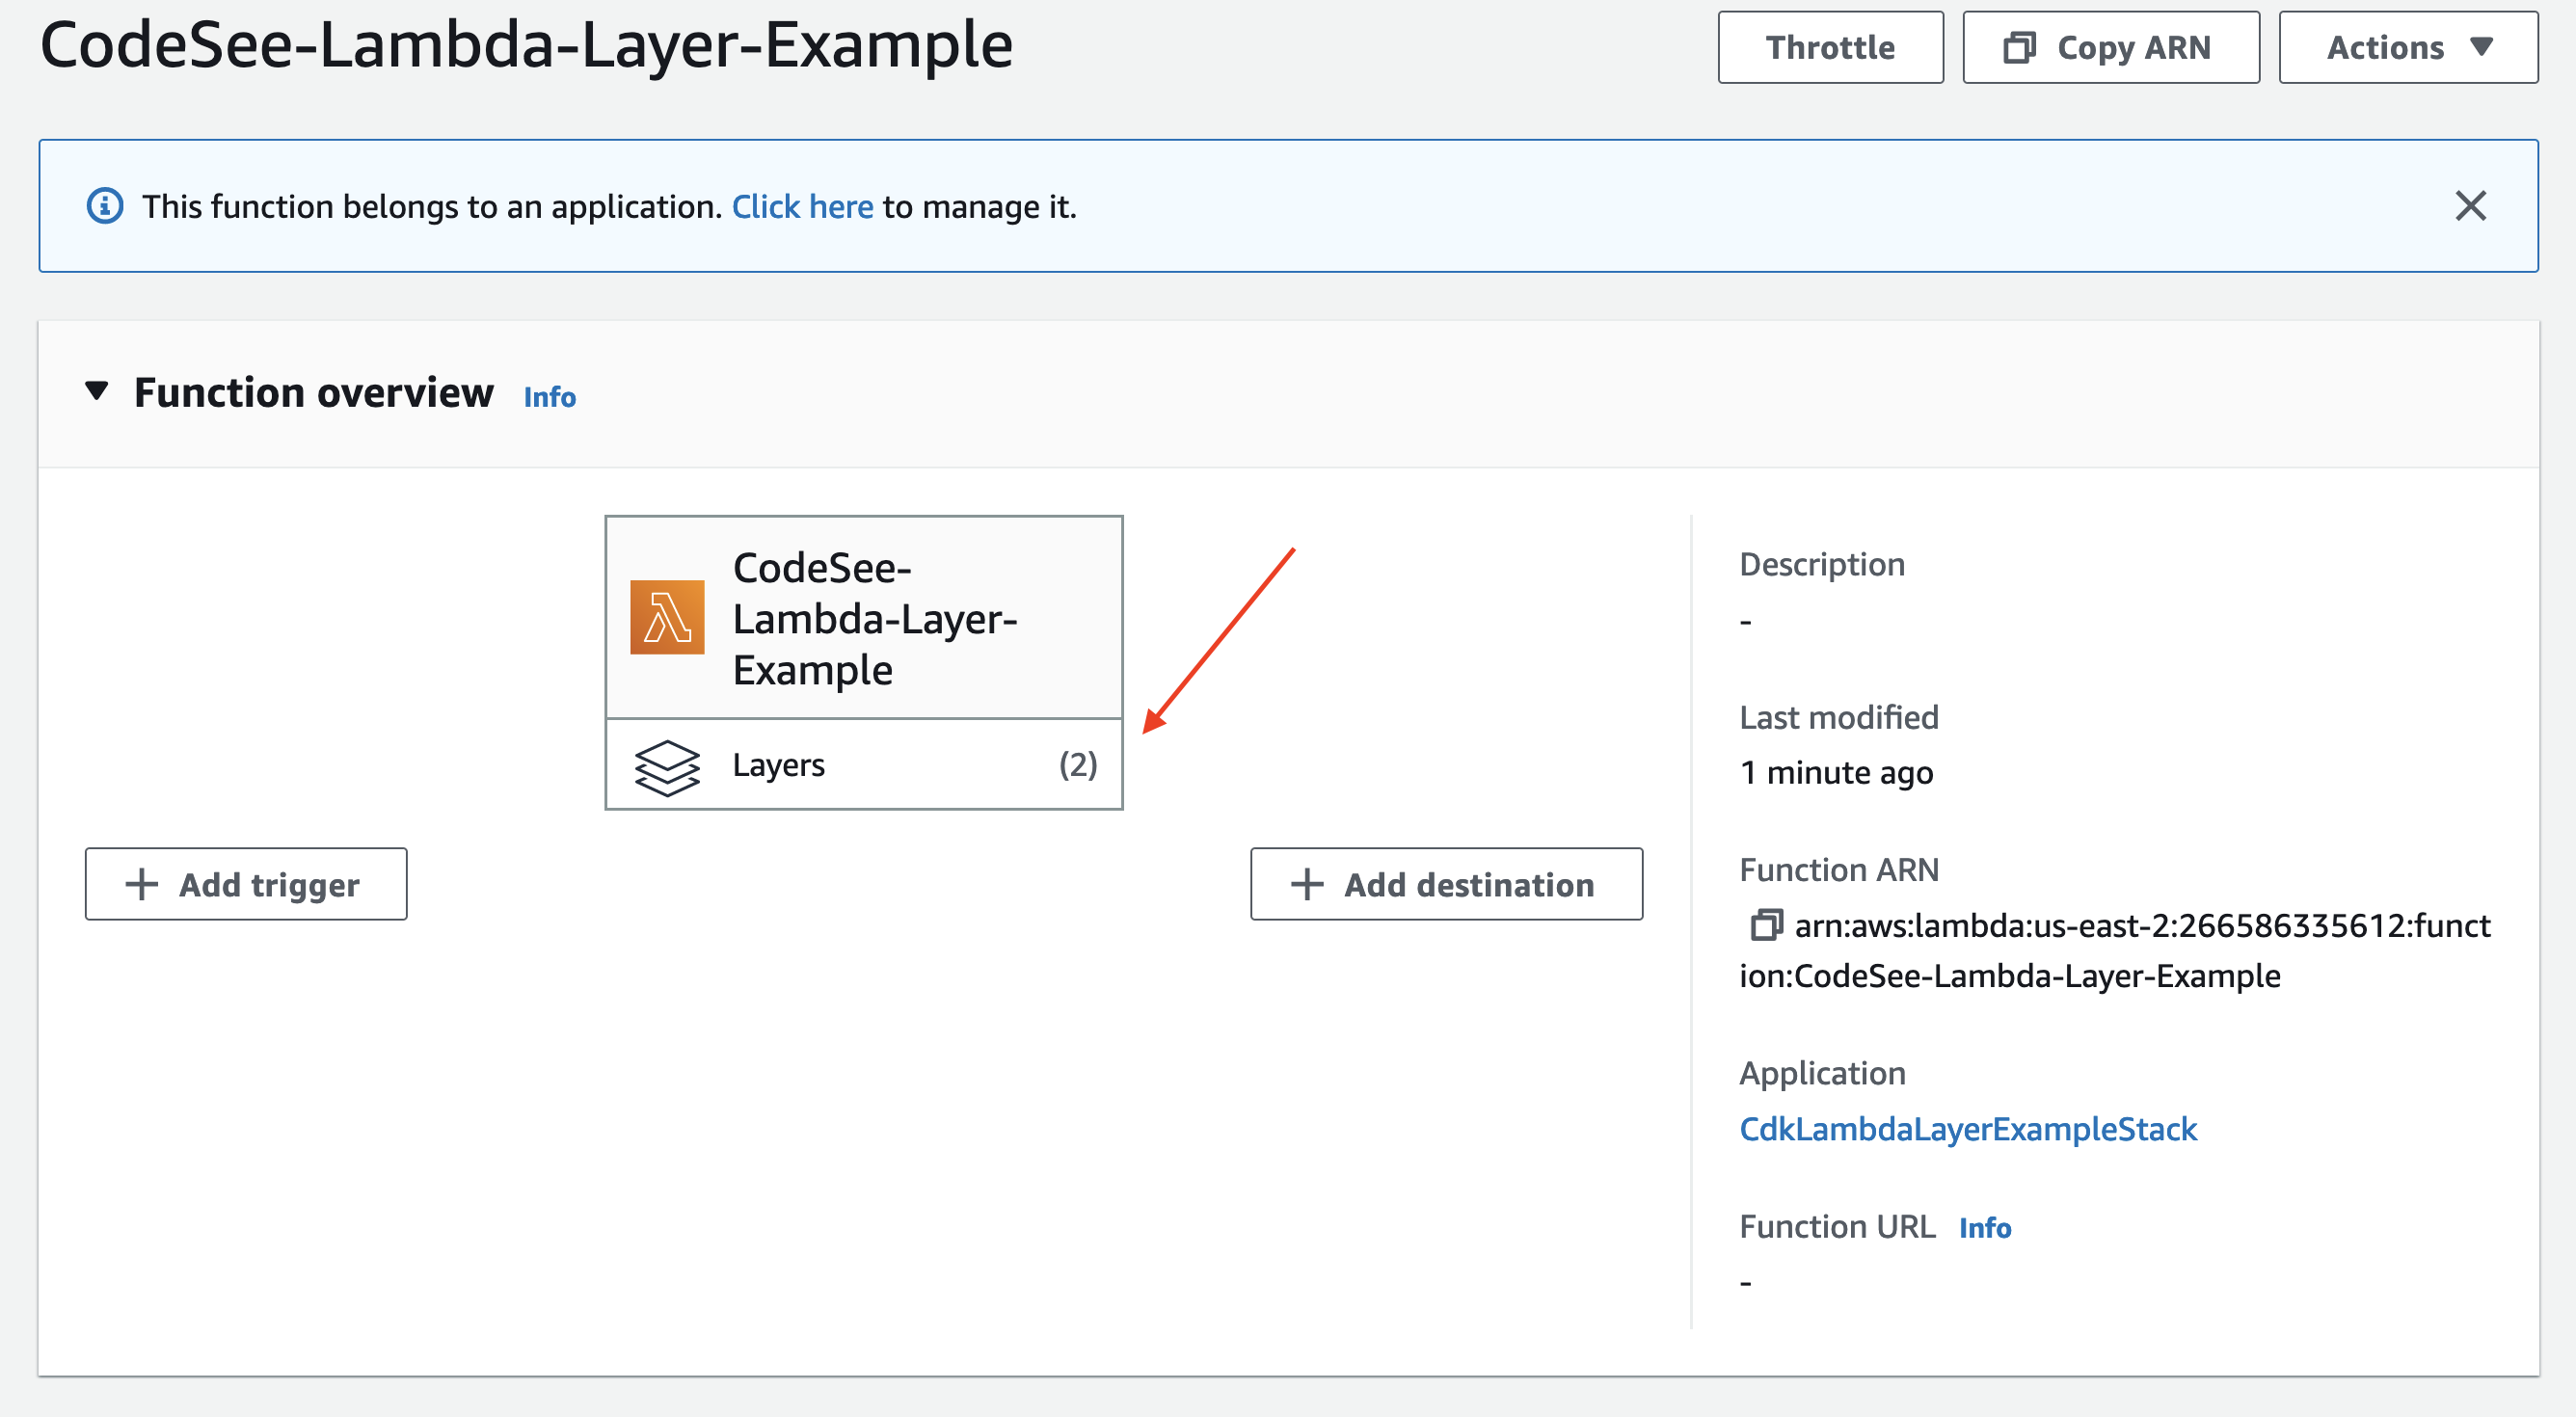 CodeSee-Lambda-Layer-Example
Throttle
Copy ARN
Actions
This function belongs to an application. Click here to manage it.
Function overview Info
CodeSee-
Lambda-Layer-
Example
Layers (2)
Add trigger
Add destination
Description
-
Last modified
1 minute ago
Function ARN
arn:aws:lambda:us-east-2:266586335612:funct
ion:CodeSee-Lambda-Layer-Example
Application
CdkLambdaLayerExampleStack
Function URL Info
-